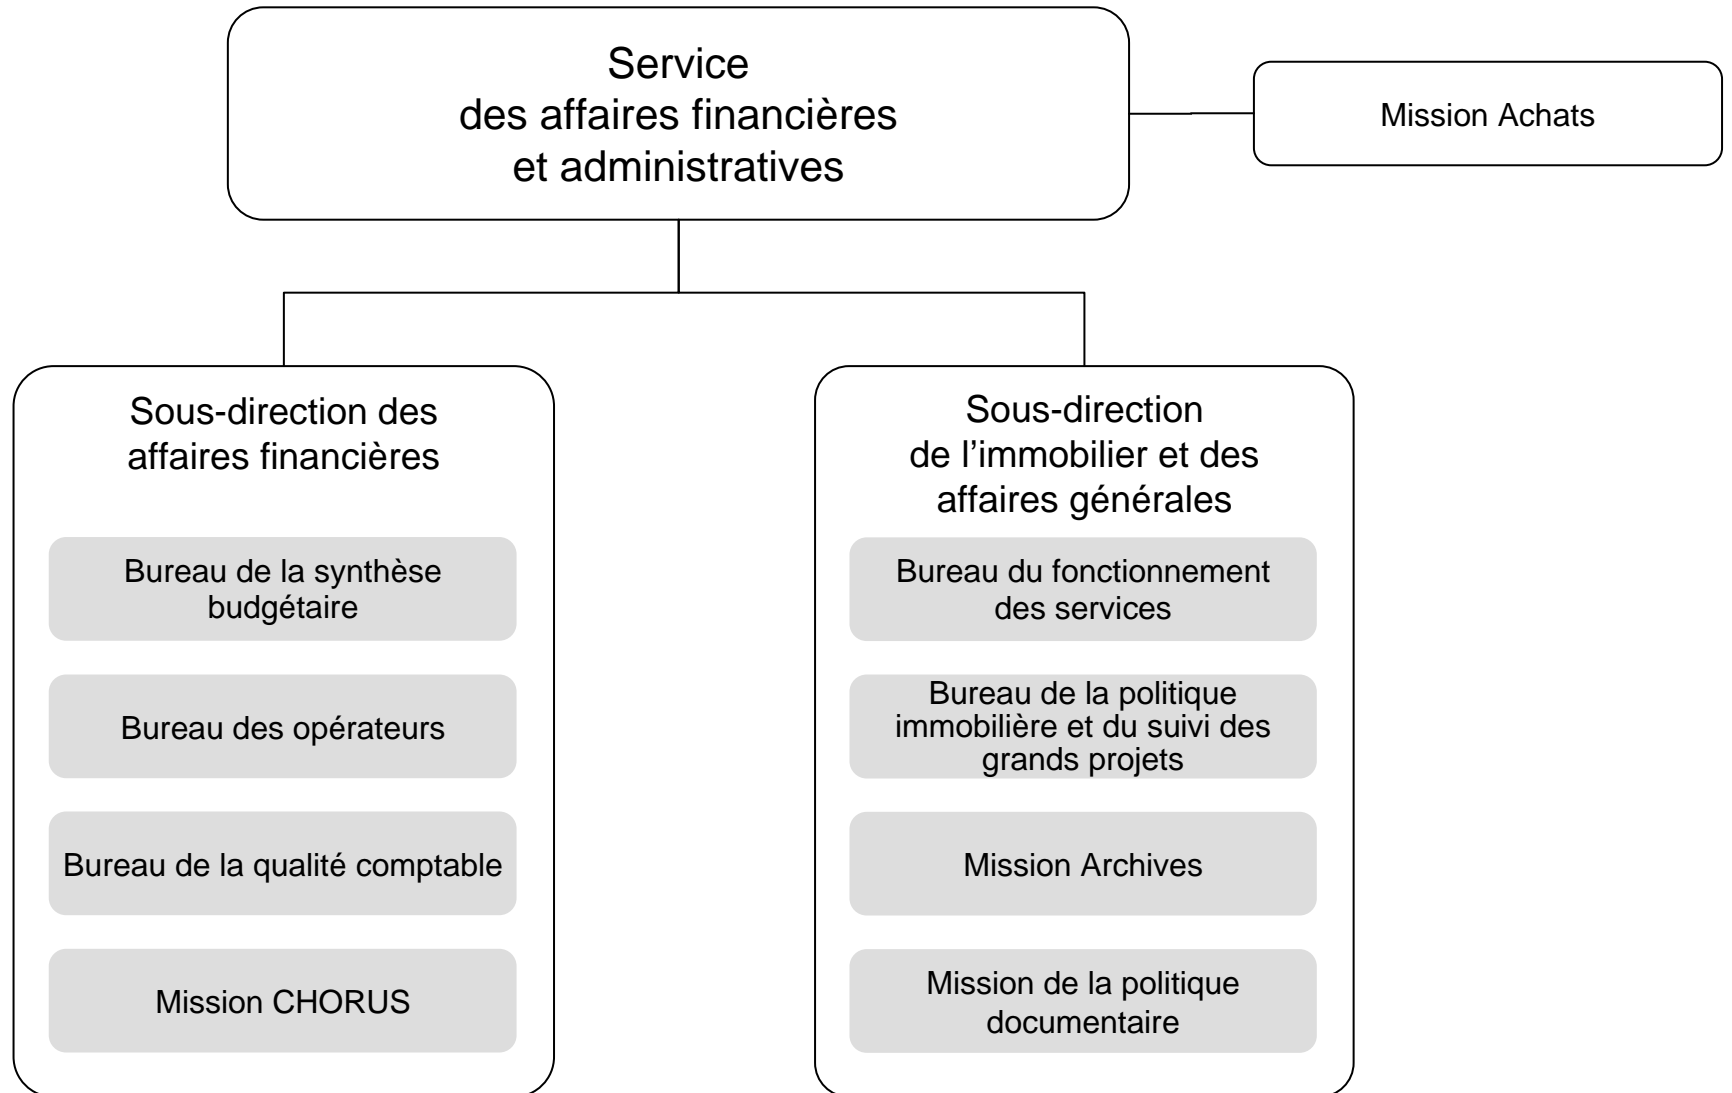 Service
des affaires financières
et administratives
Mission Achats
Sous-direction des
affaires financières
Bureau de la synthèse
budgétaire
Bureau des opérateurs
Bureau de la qualité comptable
Mission CHORUS
Sous-direction
de l’immobilier et des
affaires générales
Bureau du fonctionnement
des services
Bureau de la politique
immobilière et du suivi des
grands projets
Mission Archives
Mission de la politique
documentaire